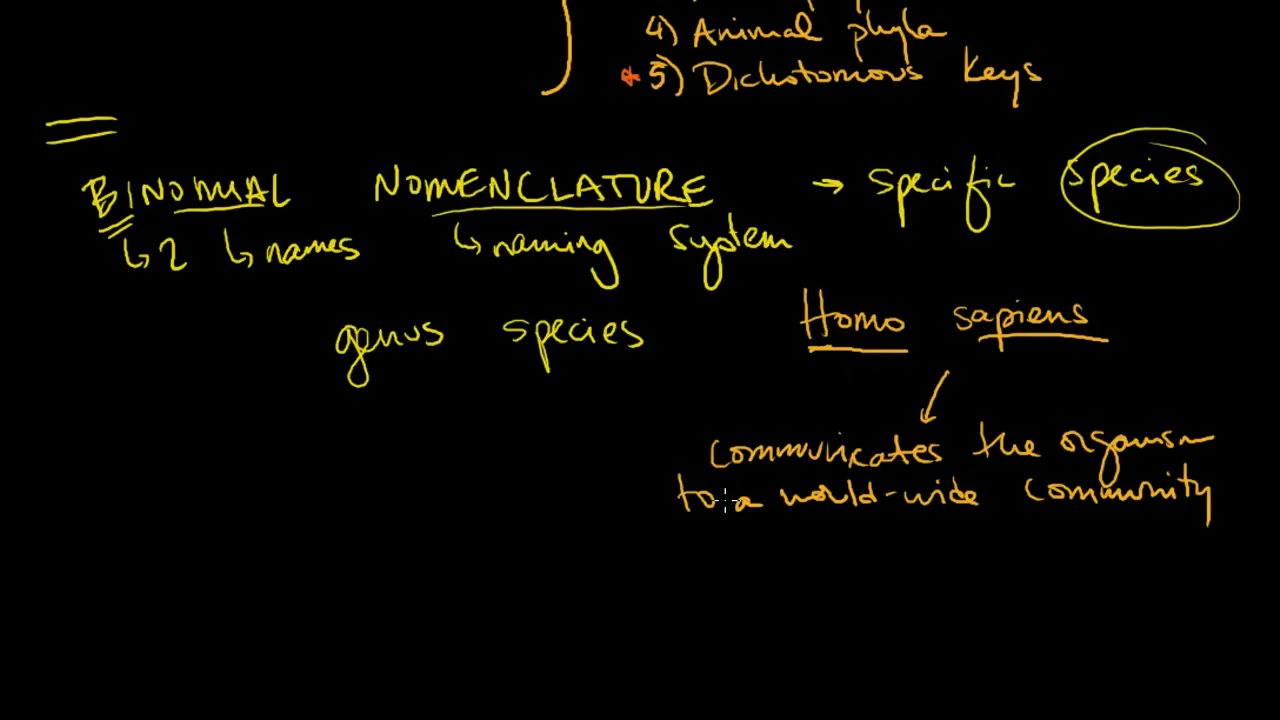 4) Animal phyla
* 5) Dichotomous Keys
BINOMIAL NOMENCLATURE → specific species
↳ 2 ↳ names ↳ naming system
genus species
Homo sapiens
communicates the organism
to a world-wide community